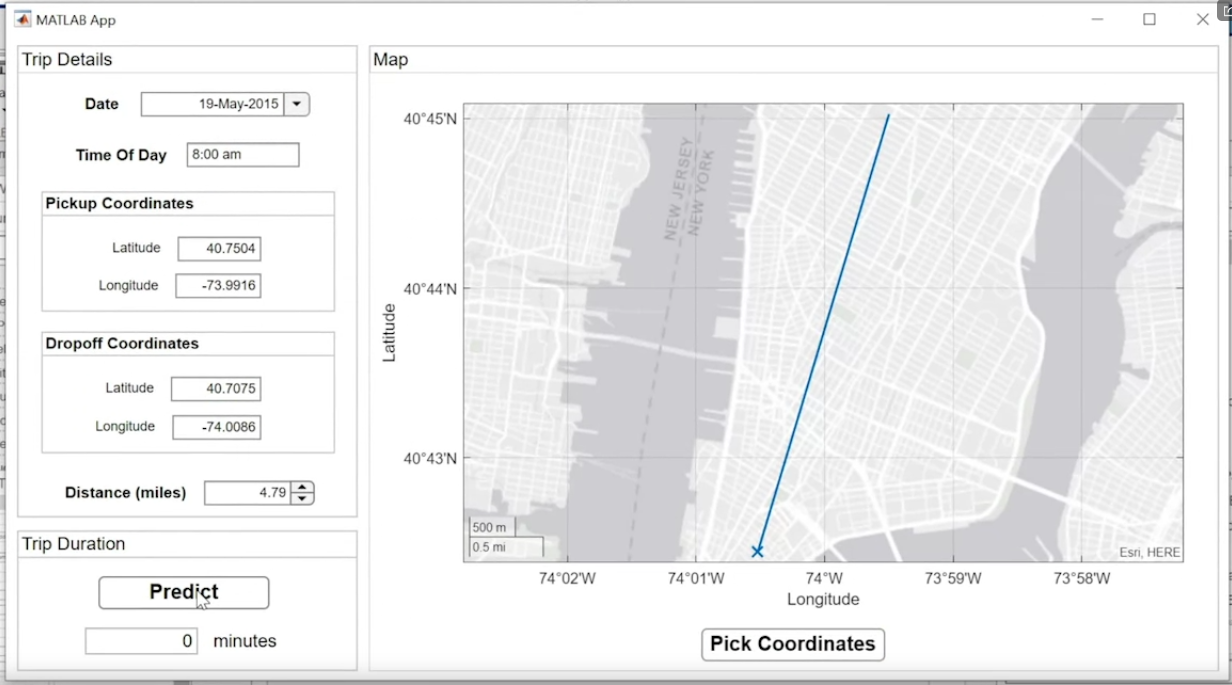 MATLAB App
Trip Details
Date 19-May-2015
Time Of Day 8:00 am
Pickup Coordinates
Latitude 40.7504
Longitude -73.9916
Dropoff Coordinates
Latitude 40.7075
Longitude -74.0086
Distance (miles) 4.79
Trip Duration
Predict
0 minutes
Map
40°45'N
40°44'N
40°43'N
Latitude
NEW JERSEY
NEW YORK
500 m
0.5 mi
Esri, HERE
74°02'W 74°01'W 74°W 73°59'W 73°58'W
Longitude
Pick Coordinates